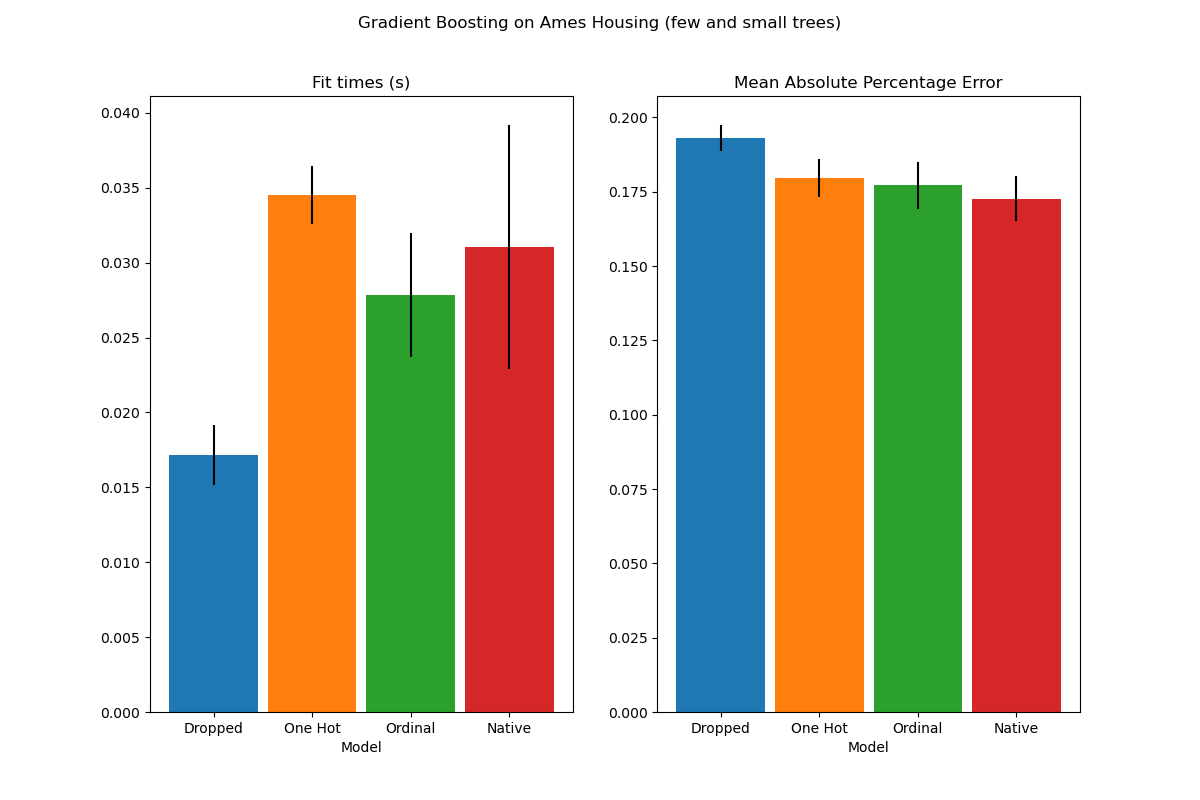 Gradient Boosting on Ames Housing (few and small trees)
Fit times (s)
0.040
0.035
0.030
0.025
0.020
0.015
0.010
0.005
0.000
Dropped One Hot Ordinal Native
Model
Mean Absolute Percentage Error
0.200
0.175
0.150
0.125
0.100
0.075
0.050
0.025
0.000
Dropped One Hot Ordinal Native
Model